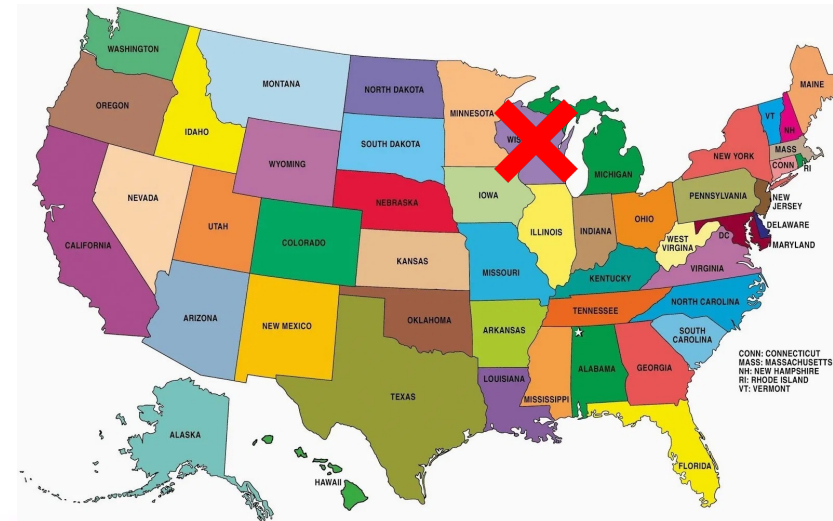 WASHINGTON
MAINE
MONTANA
NORTH DAKOTA
MINNESOTA
VT
OREGON
NH
IDAHO
WIS
MASS
SOUTH DAKOTA
NEW YORK
CONN
RI
WYOMING
MICHIGAN
IOWA
PENNSYLVANIA
NEW
JERSEY
NEVADA
NEBRASKA
OHIO
UTAH
ILLINOIS
INDIANA
DELAWARE
WEST
VIRGINIA
DC
MARYLAND
CALIFORNIA
COLORADO
KANSAS
MISSOURI
VIRGINIA
KENTUCKY
NORTH CAROLINA
TENNESSEE
ARIZONA
NEW MEXICO
OKLAHOMA
ARKANSAS
SOUTH
CAROLINA
ALABAMA
GEORGIA
CONN: CONNECTICUT
MASS: MASSACHUSETTS
NH: NEW HAMPSHIRE
RI: RHODE ISLAND
VT: VERMONT
LOUISIANA
TEXAS
MISSISSIPPI
ALASKA
FLORIDA
HAWAII